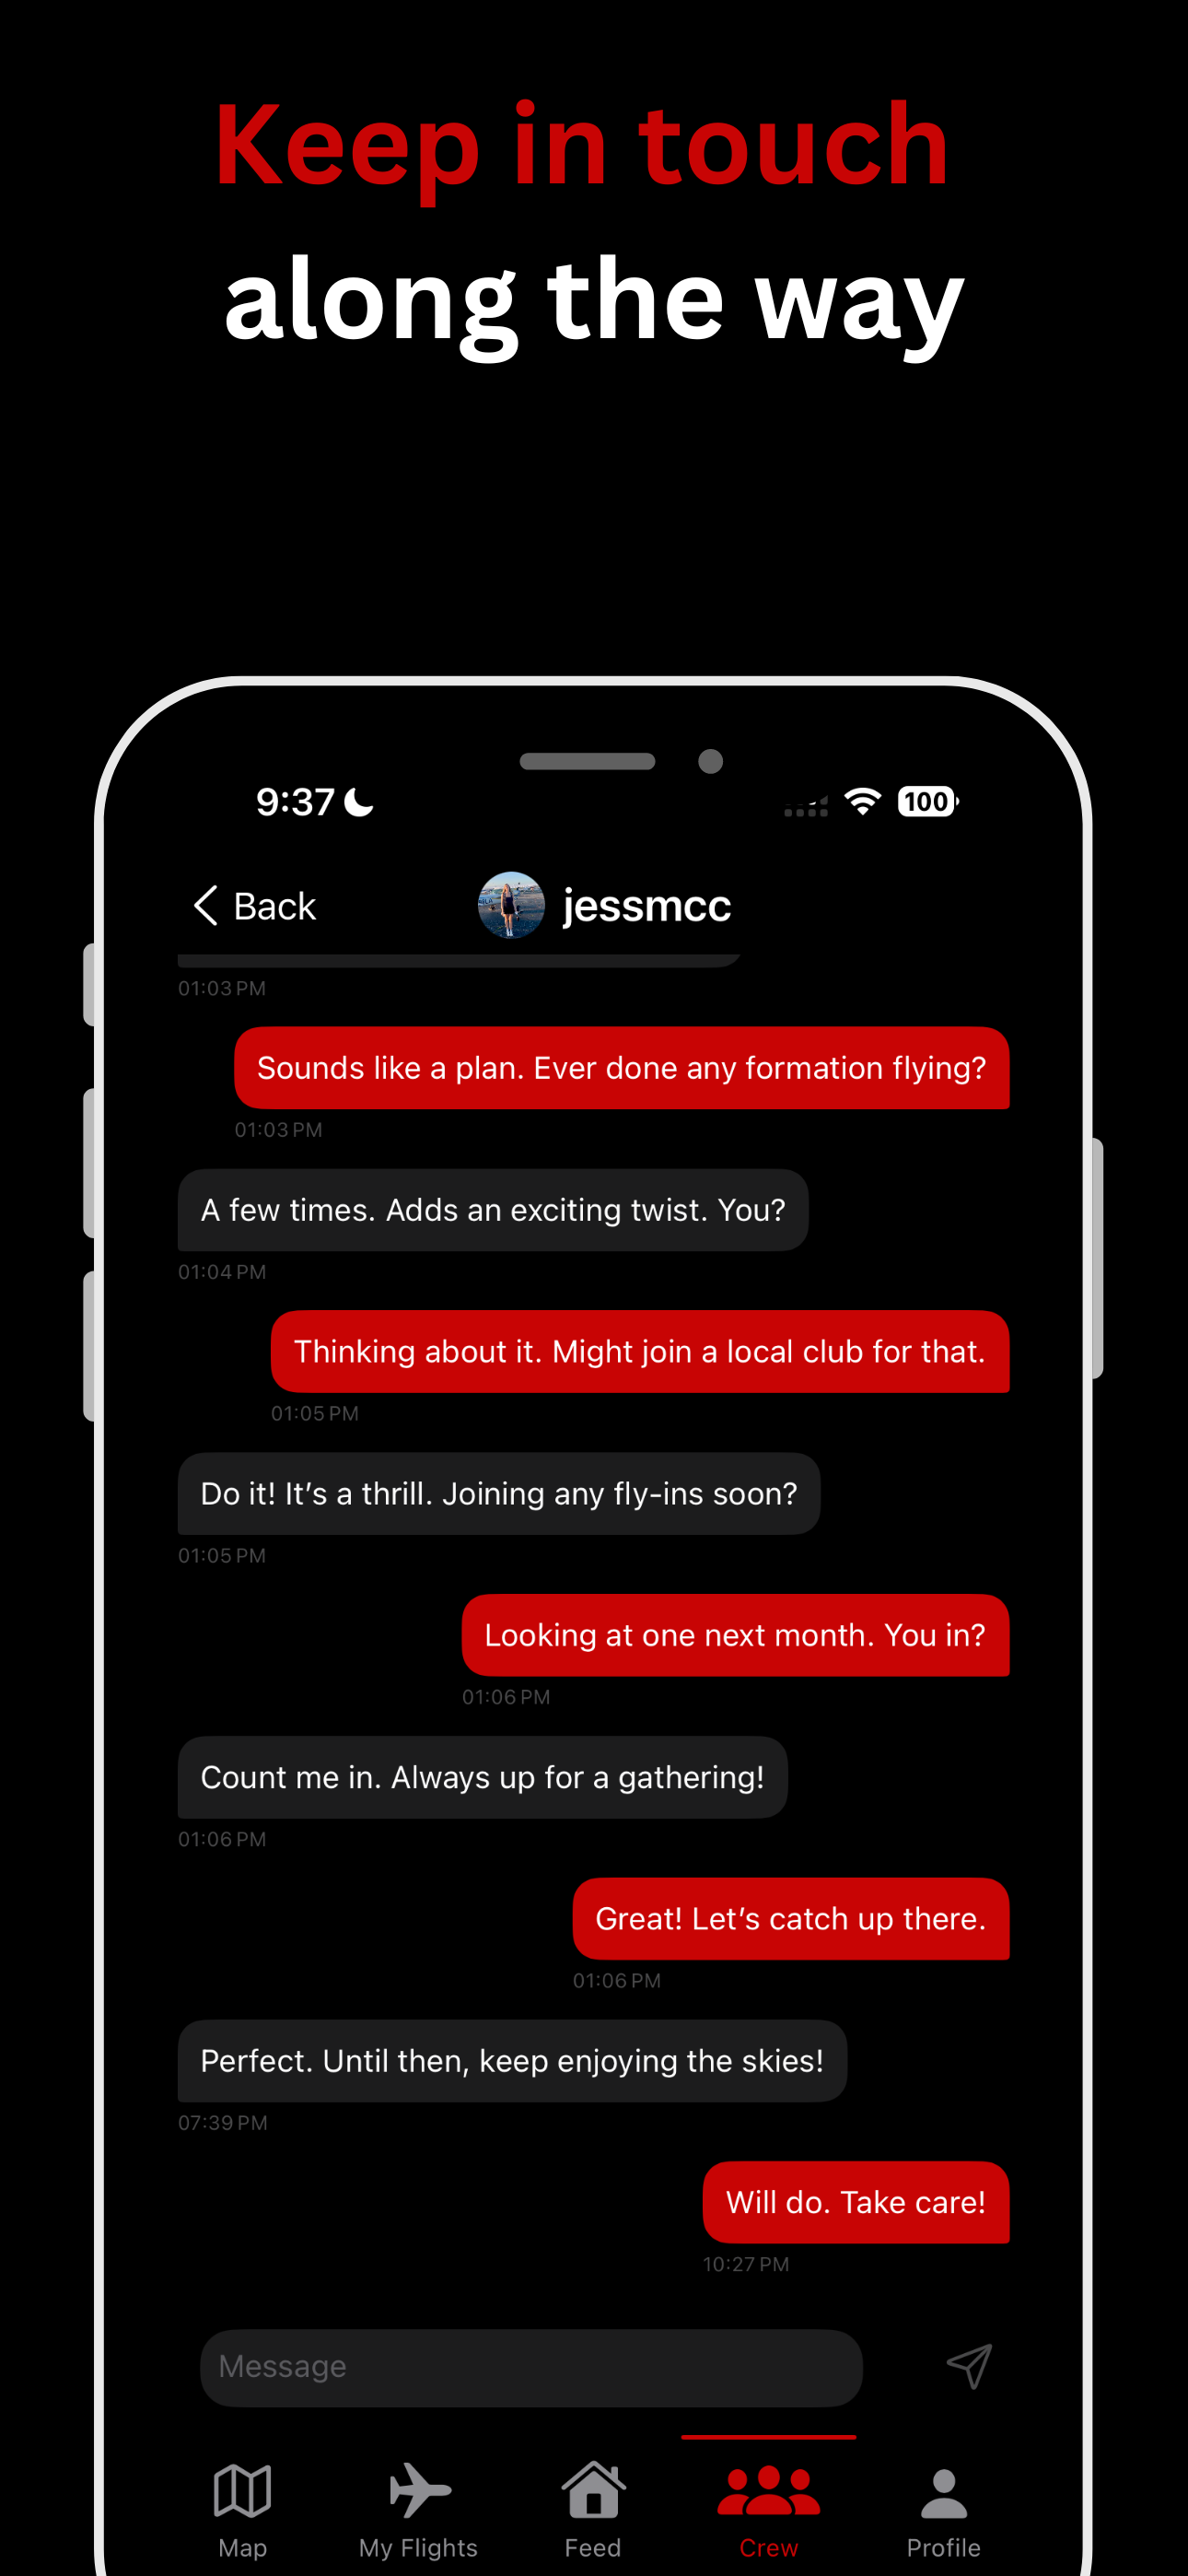 Keep in touch
along the way
9:37
100
Back
jessmcc
01:03 PM
Sounds like a plan. Ever done any formation flying?
01:03 PM
A few times. Adds an exciting twist. You?
01:04 PM
Thinking about it. Might join a local club for that.
01:05 PM
Do it! It’s a thrill. Joining any fly-ins soon?
01:05 PM
Looking at one next month. You in?
01:06 PM
Count me in. Always up for a gathering!
01:06 PM
Great! Let’s catch up there.
01:06 PM
Perfect. Until then, keep enjoying the skies!
07:39 PM
Will do. Take care!
10:27 PM
Message
Map My Flights Feed Crew Profile